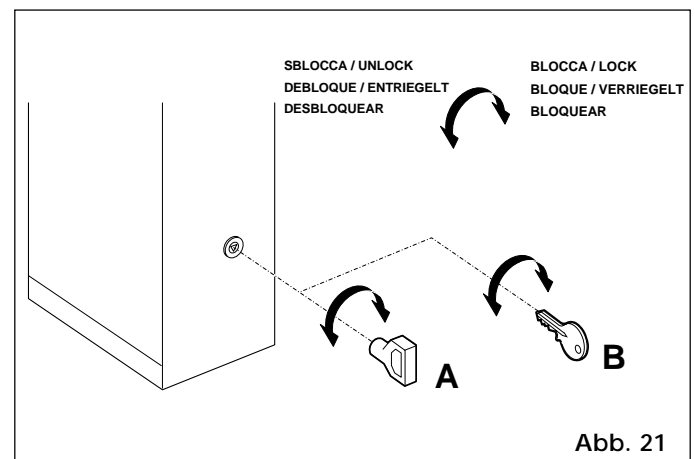 SBLOCCA / UNLOCK
DEBLOQUE / ENTRIEGELT
DESBLOQUEAR
BLOCCA / LOCK
BLOQUE / VERRIEGELT
BLOQUEAR
A
B
Abb. 21